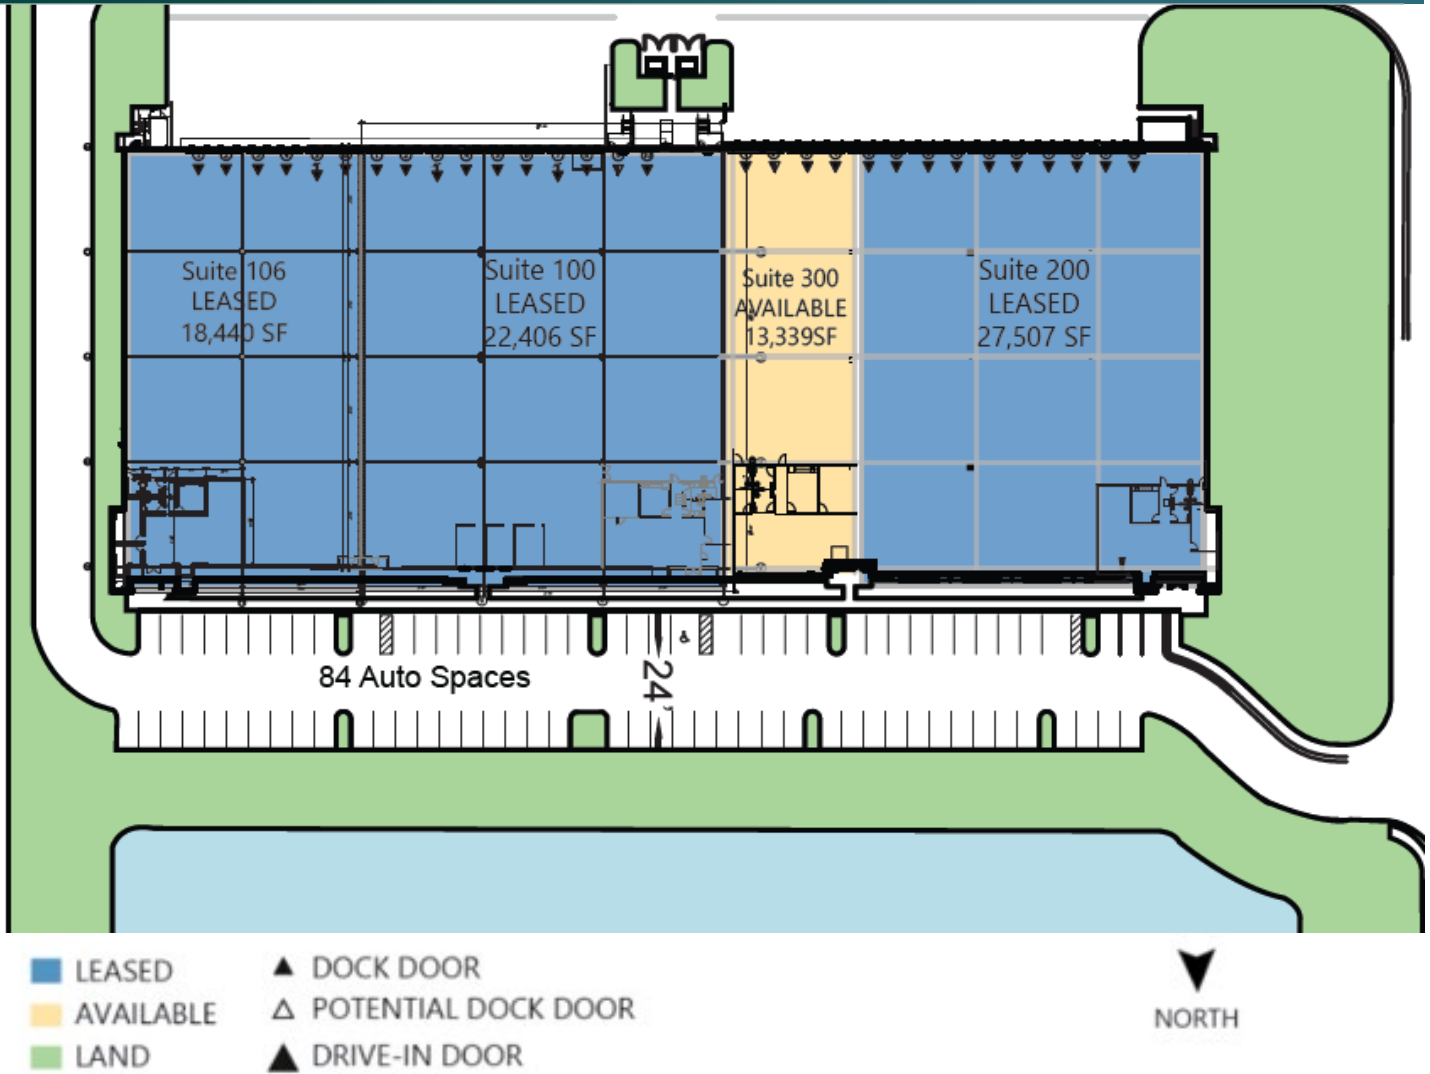 Suite 106
LEASED
18,440 SF
Suite 100
LEASED
22,406 SF
Suite 300
AVAILABLE
13,339SF
Suite 200
LEASED
27,507 SF
84 Auto Spaces
24'
LEASED
AVAILABLE
LAND
DOCK DOOR
POTENTIAL DOCK DOOR
DRIVE-IN DOOR
NORTH